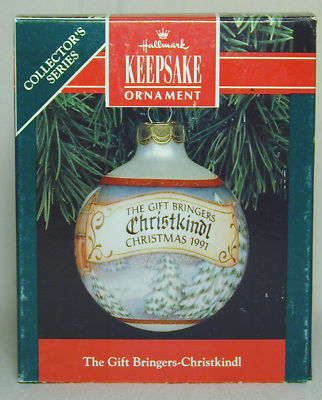 COLLECTOR'S
SERIES
Hallmark
KEEPSAKE
ORNAMENT
THE GIFT BRINGERS
Christkindl
CHRISTMAS 1991
The Gift Bringers-Christkindl